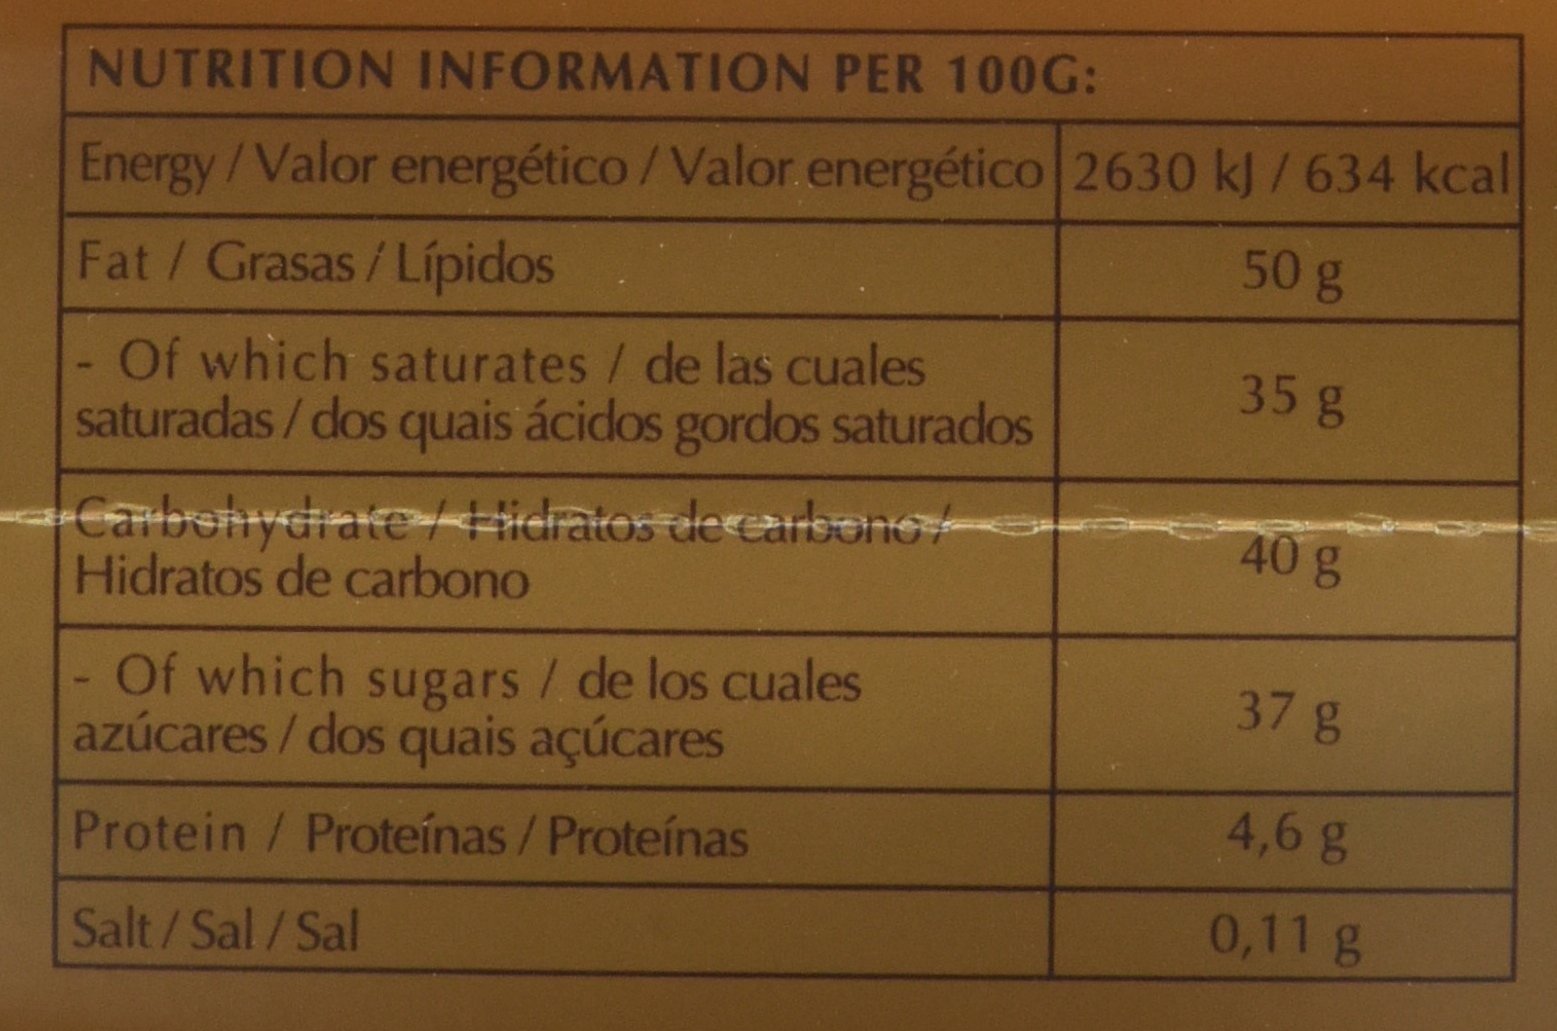 NUTRITION INFORMATION PER 100G:
Energy / Valor energético / Valor energético 2630 kJ / 634 kcal
Fat / Grasas / Lípidos 50 g
- Of which saturates / de las cuales
saturadas / dos quais ácidos gordos saturados 35 g
Carbohydrate / Hidratos de carbono /
Hidratos de carbono 40 g
- Of which sugars / de los cuales
azúcares / dos quais açúcares 37 g
Protein / Proteínas / Proteínas 4,6 g
Salt / Sal / Sal 0,11 g